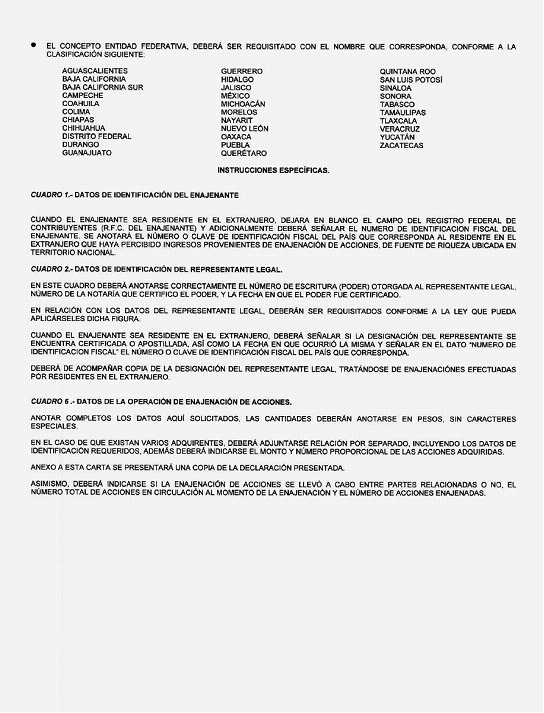 • EL CONCEPTO ENTIDAD FEDERATIVA, DEBERÁ SER REQUISITADO CON EL NOMBRE QUE CORRESPONDA, CONFORME A LA
CLASIFICACIÓN SIGUIENTE:
AGUASCALIENTES GUERRERO QUINTANA ROO
BAJA CALIFORNIA HIDALGO SAN LUIS POTOSÍ
BAJA CALIFORNIA SUR JALISCO SINALOA
CAMPECHE MÉXICO SONORA
COAHUILA MICHOACÁN TABASCO
COLIMA MORELOS TAMAULIPAS
CHIAPAS NAYARIT TLAXCALA
CHIHUAHUA NUEVO LEÓN VERACRUZ
DISTRITO FEDERAL OAXACA YUCATÁN
DURANGO PUEBLA ZACATECAS
GUANAJUATO QUERÉTARO
INSTRUCCIONES ESPECÍFICAS.
CUADRO 1.- DATOS DE IDENTIFICACIÓN DEL ENAJENANTE
CUANDO EL ENAJENANTE SEA RESIDENTE EN EL EXTRANJERO, DEJARA EN BLANCO EL CAMPO DEL REGISTRO FEDERAL DE
CONTRIBUYENTES (R.F.C. DEL ENAJENANTE) Y ADICIONALMENTE DEBERÁ SEÑALAR EL NUMERO DE IDENTIFICACION FISCAL DEL
ENAJENANTE. SE ANOTARÁ EL NÚMERO O CLAVE DE IDENTIFICACIÓN FISCAL DEL PAÍS QUE CORRESPONDA AL RESIDENTE EN EL
EXTRANJERO QUE HAYA PERCIBIDO INGRESOS PROVENIENTES DE ENAJENACIÓN DE ACCIONES, DE FUENTE DE RIQUEZA UBICADA EN
TERRITORIO NACIONAL.
CUADRO 2.- DATOS DE IDENTIFICACIÓN DEL REPRESENTANTE LEGAL.
EN ESTE CUADRO DEBERÁ ANOTARSE CORRECTAMENTE EL NÚMERO DE ESCRITURA (PODER) OTORGADA AL REPRESENTANTE LEGAL,
NÚMERO DE LA NOTARÍA QUE CERTIFICO EL PODER, Y LA FECHA EN QUE EL PODER FUE CERTIFICADO.
EN RELACIÓN CON LOS DATOS DEL REPRESENTANTE LEGAL, DEBERÁN SER REQUISITADOS CONFORME A LA LEY QUE PUEDA
APLICÁRSELES DICHA FIGURA.
CUANDO EL ENAJENANTE SEA RESIDENTE EN EL EXTRANJERO, DEBERÁ SEÑALAR SI LA DESIGNACIÓN DEL REPRESENTANTE SE
ENCUENTRA CERTIFICADA O APOSTILLADA, ASÍ COMO LA FECHA EN QUE OCURRIÓ LA MISMA Y SEÑALAR EN EL DATO "NUMERO DE
IDENTIFICACION FISCAL" EL NÚMERO O CLAVE DE IDENTIFICACIÓN FISCAL DEL PAÍS QUE CORRESPONDA.
DEBERÁ DE ACOMPAÑAR COPIA DE LA DESIGNACIÓN DEL REPRESENTANTE LEGAL, TRATÁNDOSE DE ENAJENACIÓNES EFECTUADAS
POR RESIDENTES EN EL EXTRANJERO.
CUADRO 6 .- DATOS DE LA OPERACIÓN DE ENAJENACIÓN DE ACCIONES.
ANOTAR COMPLETOS LOS DATOS AQUÍ SOLICITADOS, LAS CANTIDADES DEBERÁN ANOTARSE EN PESOS, SIN CARACTERES
ESPECIALES.
EN EL CASO DE QUE EXISTAN VARIOS ADQUIRENTES, DEBERÁ ADJUNTARSE RELACIÓN POR SEPARADO, INCLUYENDO LOS DATOS DE
IDENTIFICACIÓN REQUERIDOS, ADEMÁS DEBERÁ INDICARSE EL MONTO Y NÚMERO PROPORCIONAL DE LAS ACCIONES ADQUIRIDAS.
ANEXO A ESTA CARTA SE PRESENTARÁ UNA COPIA DE LA DECLARACIÓN PRESENTADA.
ASIMISMO, DEBERÁ INDICARSE SI LA ENAJENACIÓN DE ACCIONES SE LLEVÓ A CABO ENTRE PARTES RELACIONADAS O NO, EL
NÚMERO TOTAL DE ACCIONES EN CIRCULACIÓN AL MOMENTO DE LA ENAJENACIÓN Y EL NÚMERO DE ACCIONES ENAJENADAS.